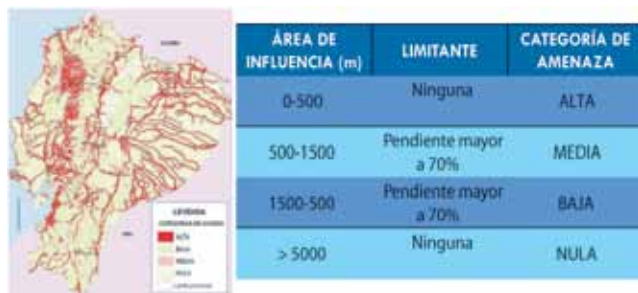 ÁREA DE
INFLUENCIA (m)
LIMITANTE
CATEGORÍA DE
AMENAZA
0-500
Ninguna
ALTA
500-1500
Pendiente mayor
a 70%
MEDIA
1500-500
Pendiente mayor
a 70%
BAJA
> 5000
Ninguna
NULA
LEYENDA
ALTA
BAJA
MEDIA
NULA